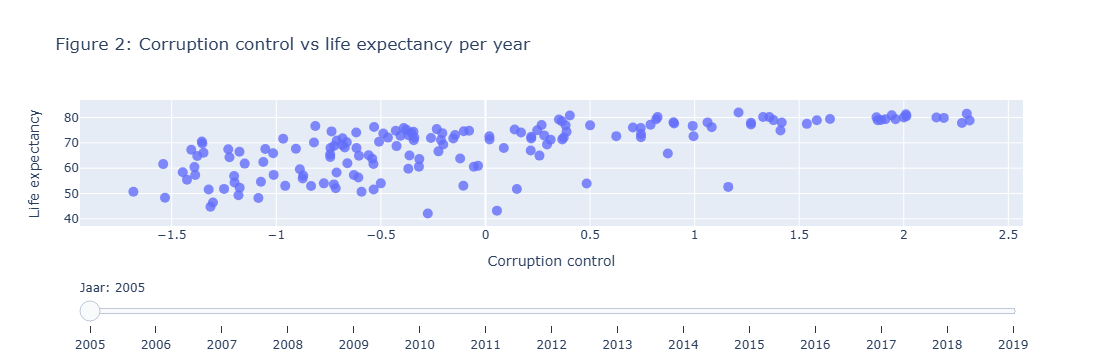 Figure 2: Corruption control vs life expectancy per year
Life expectancy
80
70
60
50
40
−1.5 −1 −0.5 0 0.5 1 1.5 2 2.5
Corruption control
Jaar: 2005
2005 2006 2007 2008 2009 2010 2011 2012 2013 2014 2015 2016 2017 2018 2019